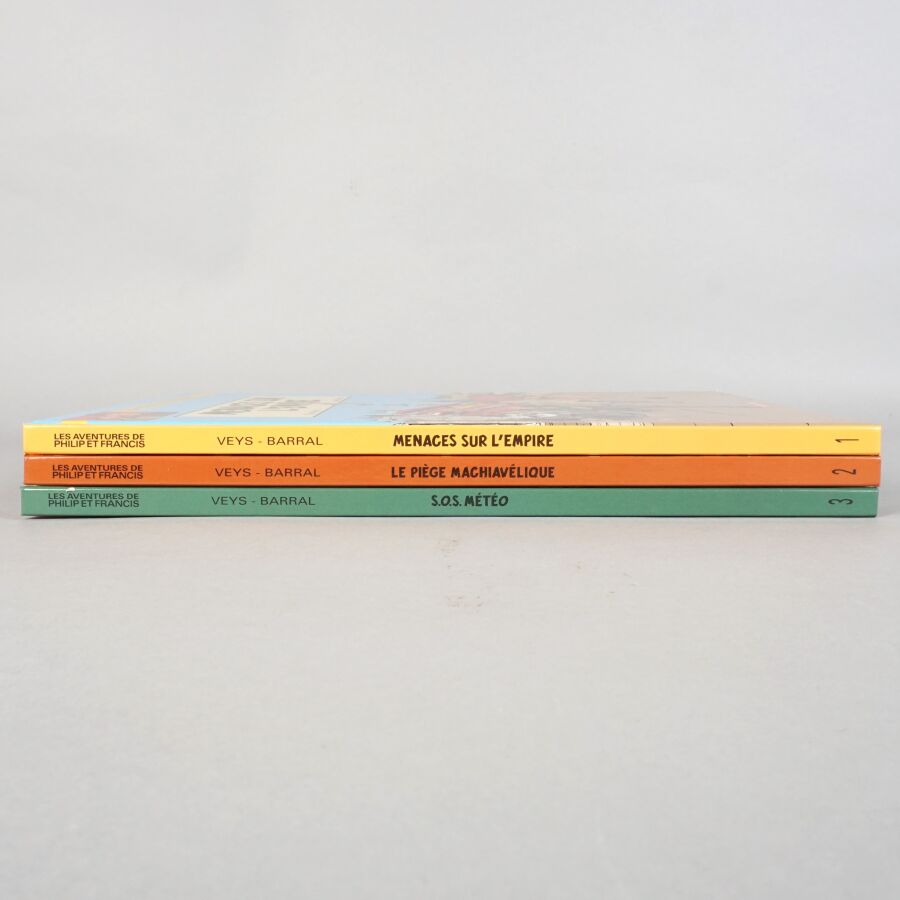 LES AVENTURES DE
PHILIP ET FRANCIS
VEYS - BARRAL
MENACES SUR L'EMPIRE
1
LES AVENTURES DE
PHILIP ET FRANCIS
VEYS - BARRAL
LE PIÈGE MACHIAVÉLIQUE
2
LES AVENTURES DE
PHILIP ET FRANCIS
VEYS - BARRAL
S.O.S. MÉTÉO
3